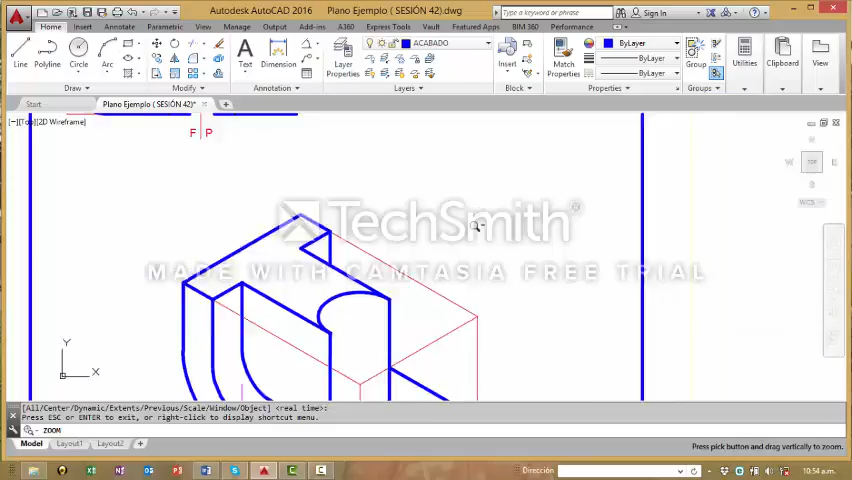 Autodesk AutoCAD 2016 Plano Ejemplo ( SESIÓN 42).dwg
Type a keyword or phrase
Sign In
Home Insert Annotate Parametric View Manage Output Add-ins A360 Express Tools Featured Apps BIM 360 Performance
ACABADO
ByLayer
ByLayer
ByLayer
Line Polyline Circle Arc
Text Dimension
Layer Properties
Insert
Match Properties
Group
Utilities Clipboard View
Draw Modify Annotation Layers Block Properties Groups
Start Plano Ejemplo ( SESIÓN 42)*
[−][Top][2D Wireframe]
F P
N
W TOP E
S
WCS
TechSmith®
MADE WITH CAMTASIA FREE TRIAL
Y
X
[All/Center/Dynamic/Extents/Previous/Scale/Window/Object] <real time>:
Press ESC or ENTER to exit, or right-click to display shortcut menu.
ZOOM
Model Layout1 Layout2
Press pick button and drag vertically to zoom.
Dirección
10:54 a.m.